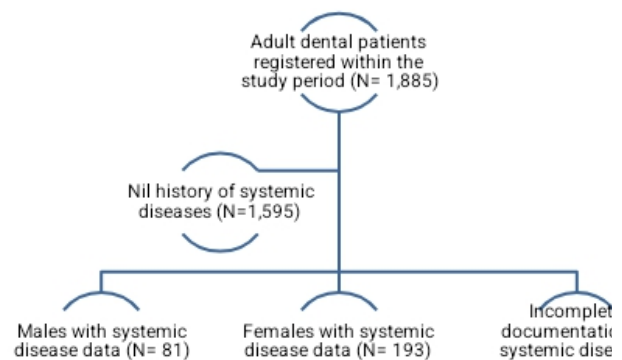 Adult dental patients
registered within the
study period (N= 1,885)
Nil history of systemic
diseases (N=1,595)
Males with systemic
disease data (N= 81)
Females with systemic
disease data (N= 193)
systemic